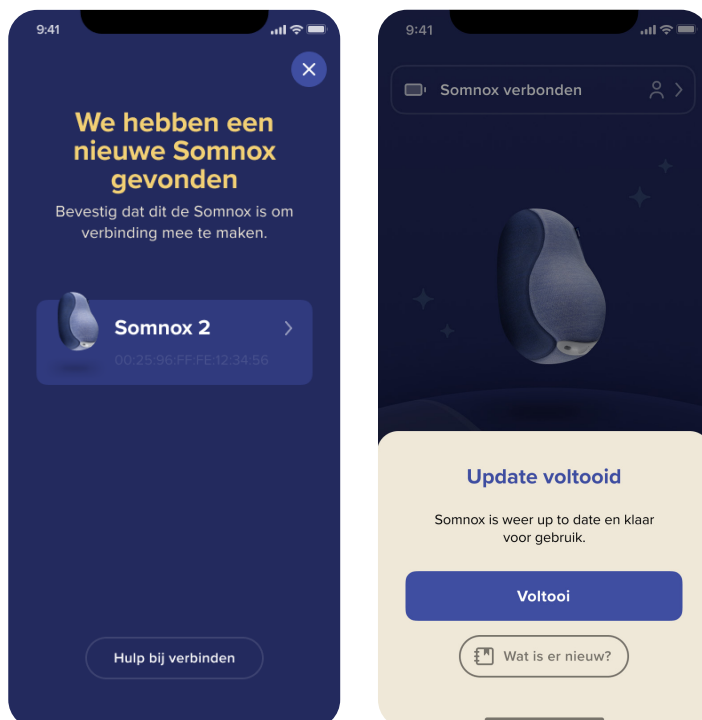 9:41
We hebben een
nieuwe Somnox
gevonden
Bevestig dat dit de Somnox is om
verbinding mee te maken.
Somnox 2
00:25:96:FF:FE:12:34:56
Hulp bij verbinden
9:41
Somnox verbonden
Update voltooid
Somnox is weer up to date en klaar
voor gebruik.
Voltooi
Wat is er nieuw?